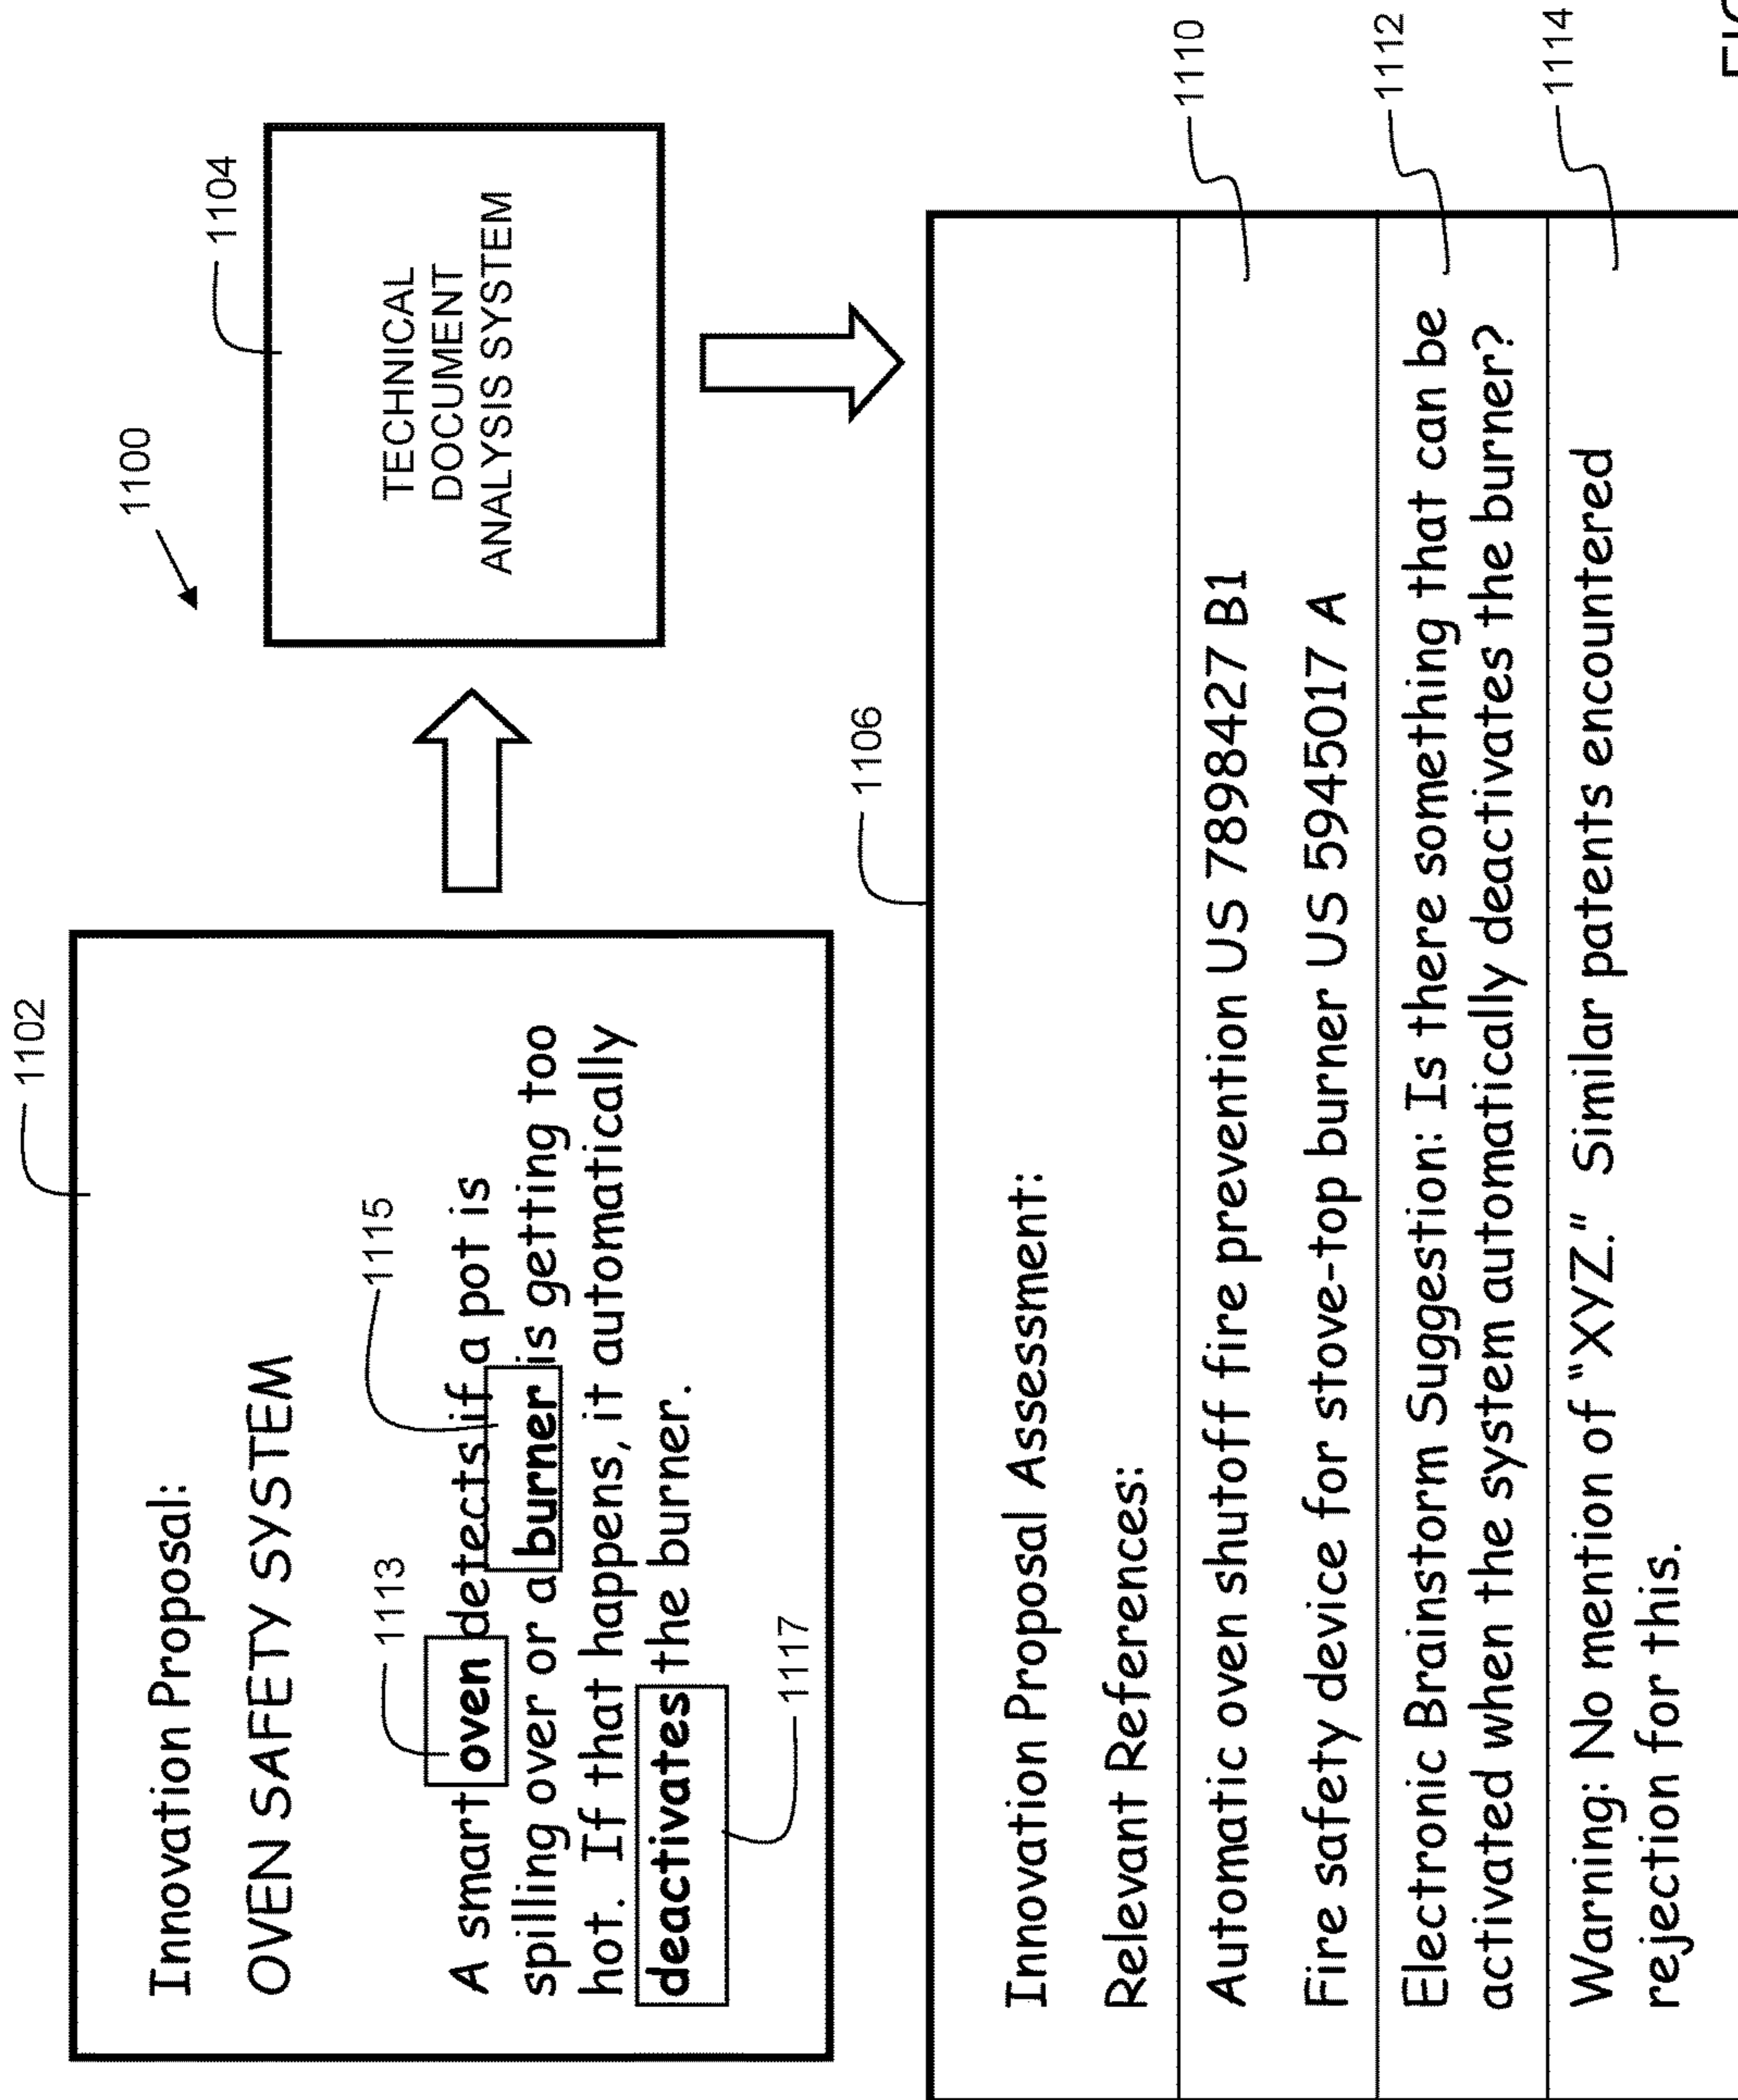 1100
1102
Innovation Proposal:
OVEN SAFETY SYSTEM
1113
1115
A smart oven detects if a pot is
spilling over or a burner is getting too
hot. If that happens, it automatically
deactivates the burner.
1117
1104
TECHNICAL
DOCUMENT
ANALYSIS SYSTEM
1106
Innovation Proposal Assessment:
Relevant References:
Automatic oven shutoff fire prevention US 7898427 B1
1110
Fire safety device for stove-top burner US 5945017 A
Electronic Brainstorm Suggestion: Is there something that can be
activated when the system automatically deactivates the burner?
1112
Warning: No mention of "XYZ." Similar patents encountered
rejection for this.
1114